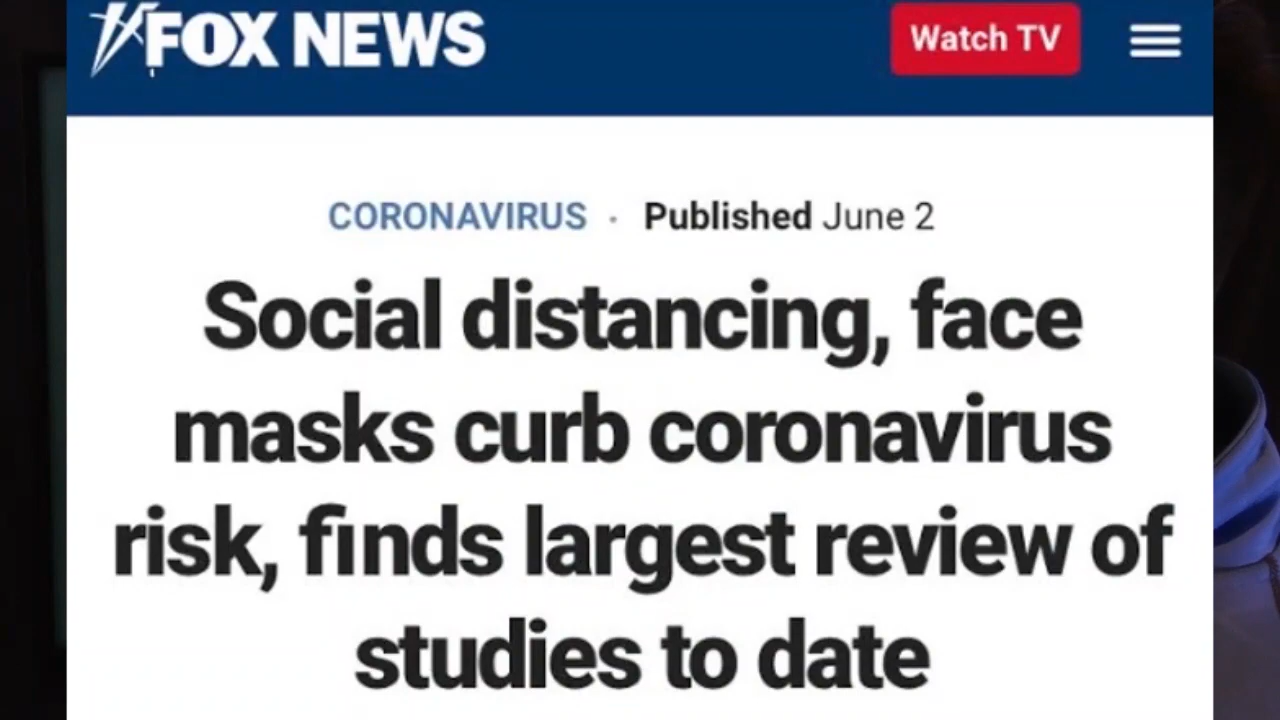 FOX NEWS
Watch TV
CORONAVIRUS · Published June 2
Social distancing, face
masks curb coronavirus
risk, finds largest review of
studies to date